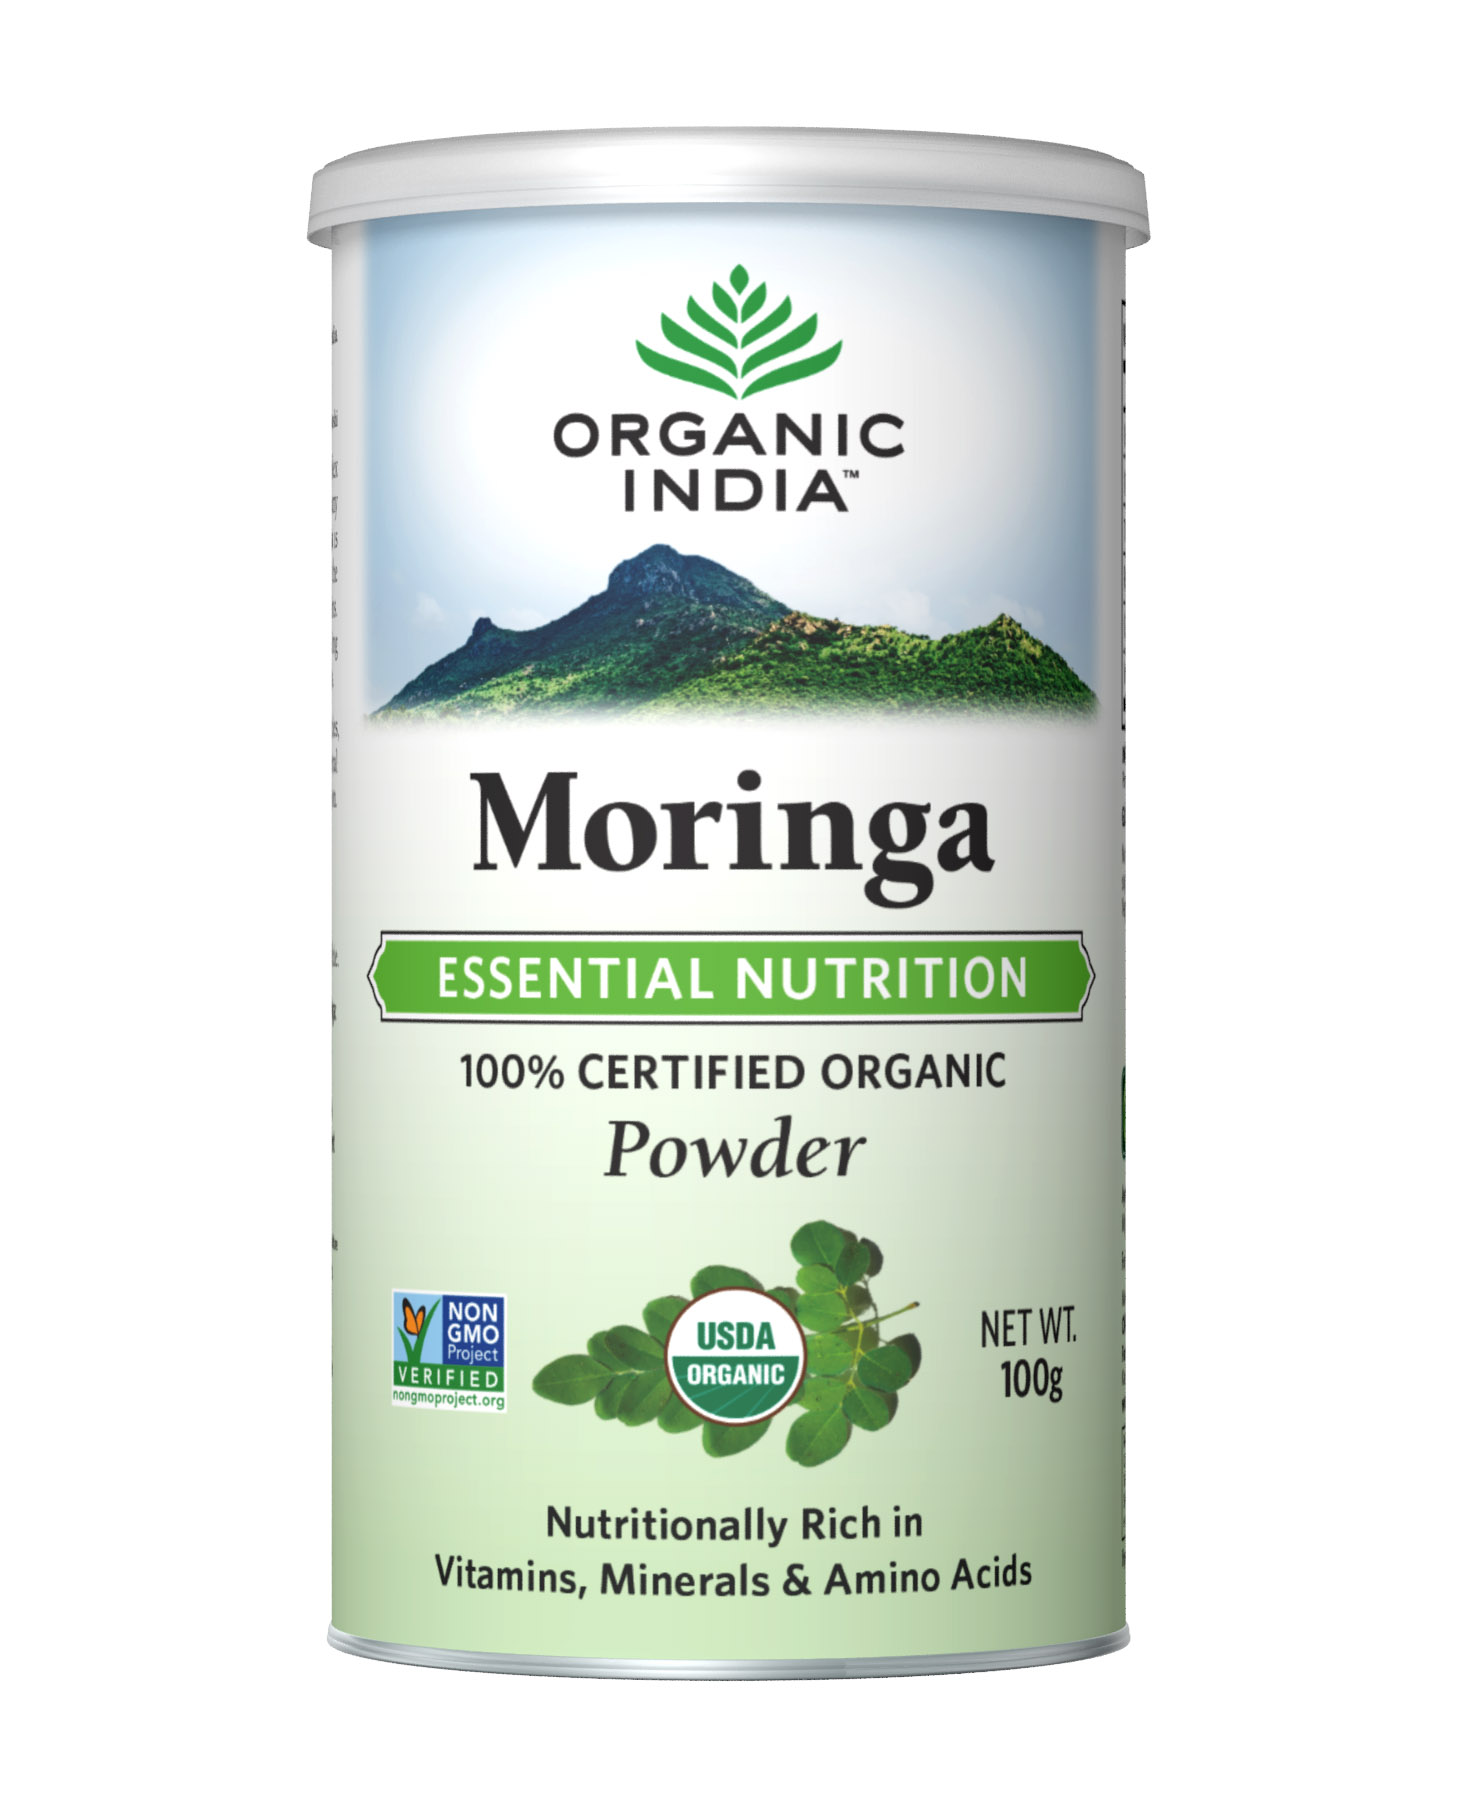 ORGANIC
INDIA™
Moringa
ESSENTIAL NUTRITION
100% CERTIFIED ORGANIC
Powder
NON
GMO
Project
VERIFIED
nongmoproject.org
USDA
ORGANIC
NET WT.
100g
Nutritionally Rich in
Vitamins, Minerals & Amino Acids